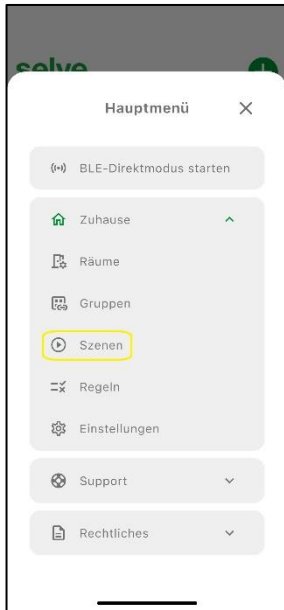 selve
Hauptmenü
BLE-Direktmodus starten
Zuhause
Räume
Gruppen
Szenen
Regeln
Einstellungen
Support
Rechtliches